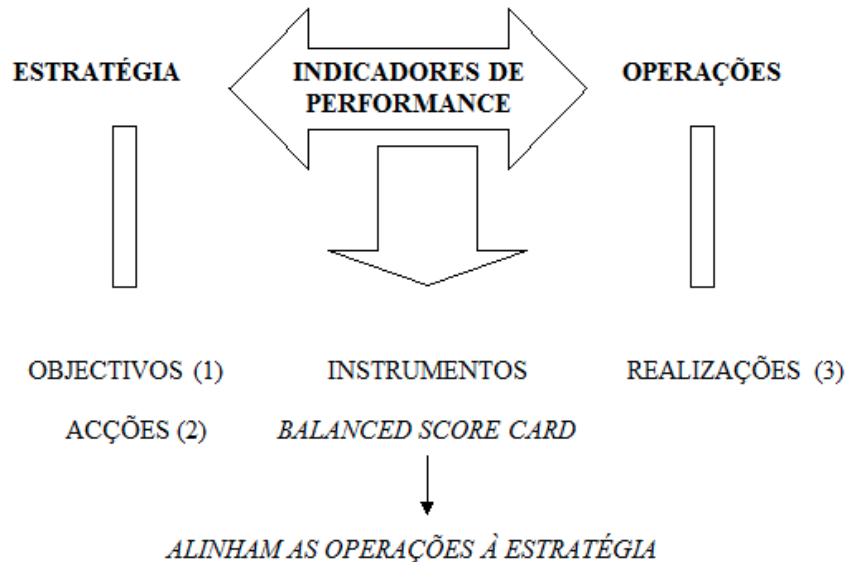 ESTRATÉGIA
INDICADORES DE
PERFORMANCE
OPERAÇÕES
OBJECTIVOS (1)
INSTRUMENTOS
REALIZAÇÕES (3)
ACÇÕES (2)
BALANCED SCORE CARD
ALINHAM AS OPERAÇÕES À ESTRATÉGIA